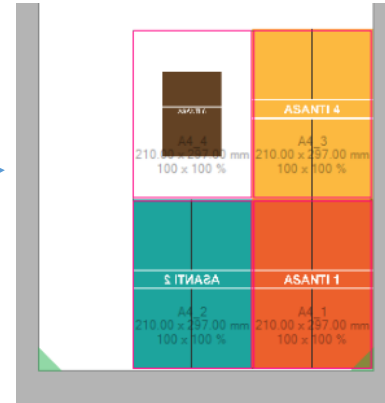 ASANTI 4
A4_4
210.00 x 297.00 mm
100 x 100 %
A4_3
210.00 x 297.00 mm
100 x 100 %
ASANTI 2
A4_2
210.00 x 297.00 mm
100 x 100 %
ASANTI 1
A4_1
210.00 x 297.00 mm
100 x 100 %